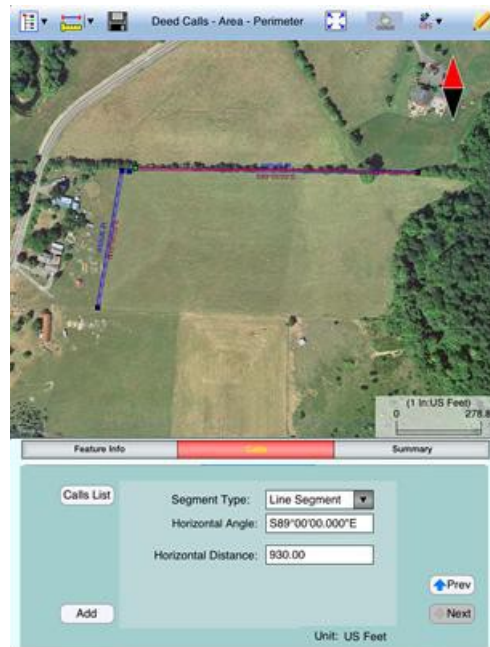 Deed Calls - Area - Perimeter
(1 In:US Feet)
0 278.8
Feature Info Calls Summary
Calls List
Segment Type: Line Segment
Horizontal Angle: S89°00'00.000"E
Horizontal Distance: 930.00
Prev
Add Next
Unit: US Feet